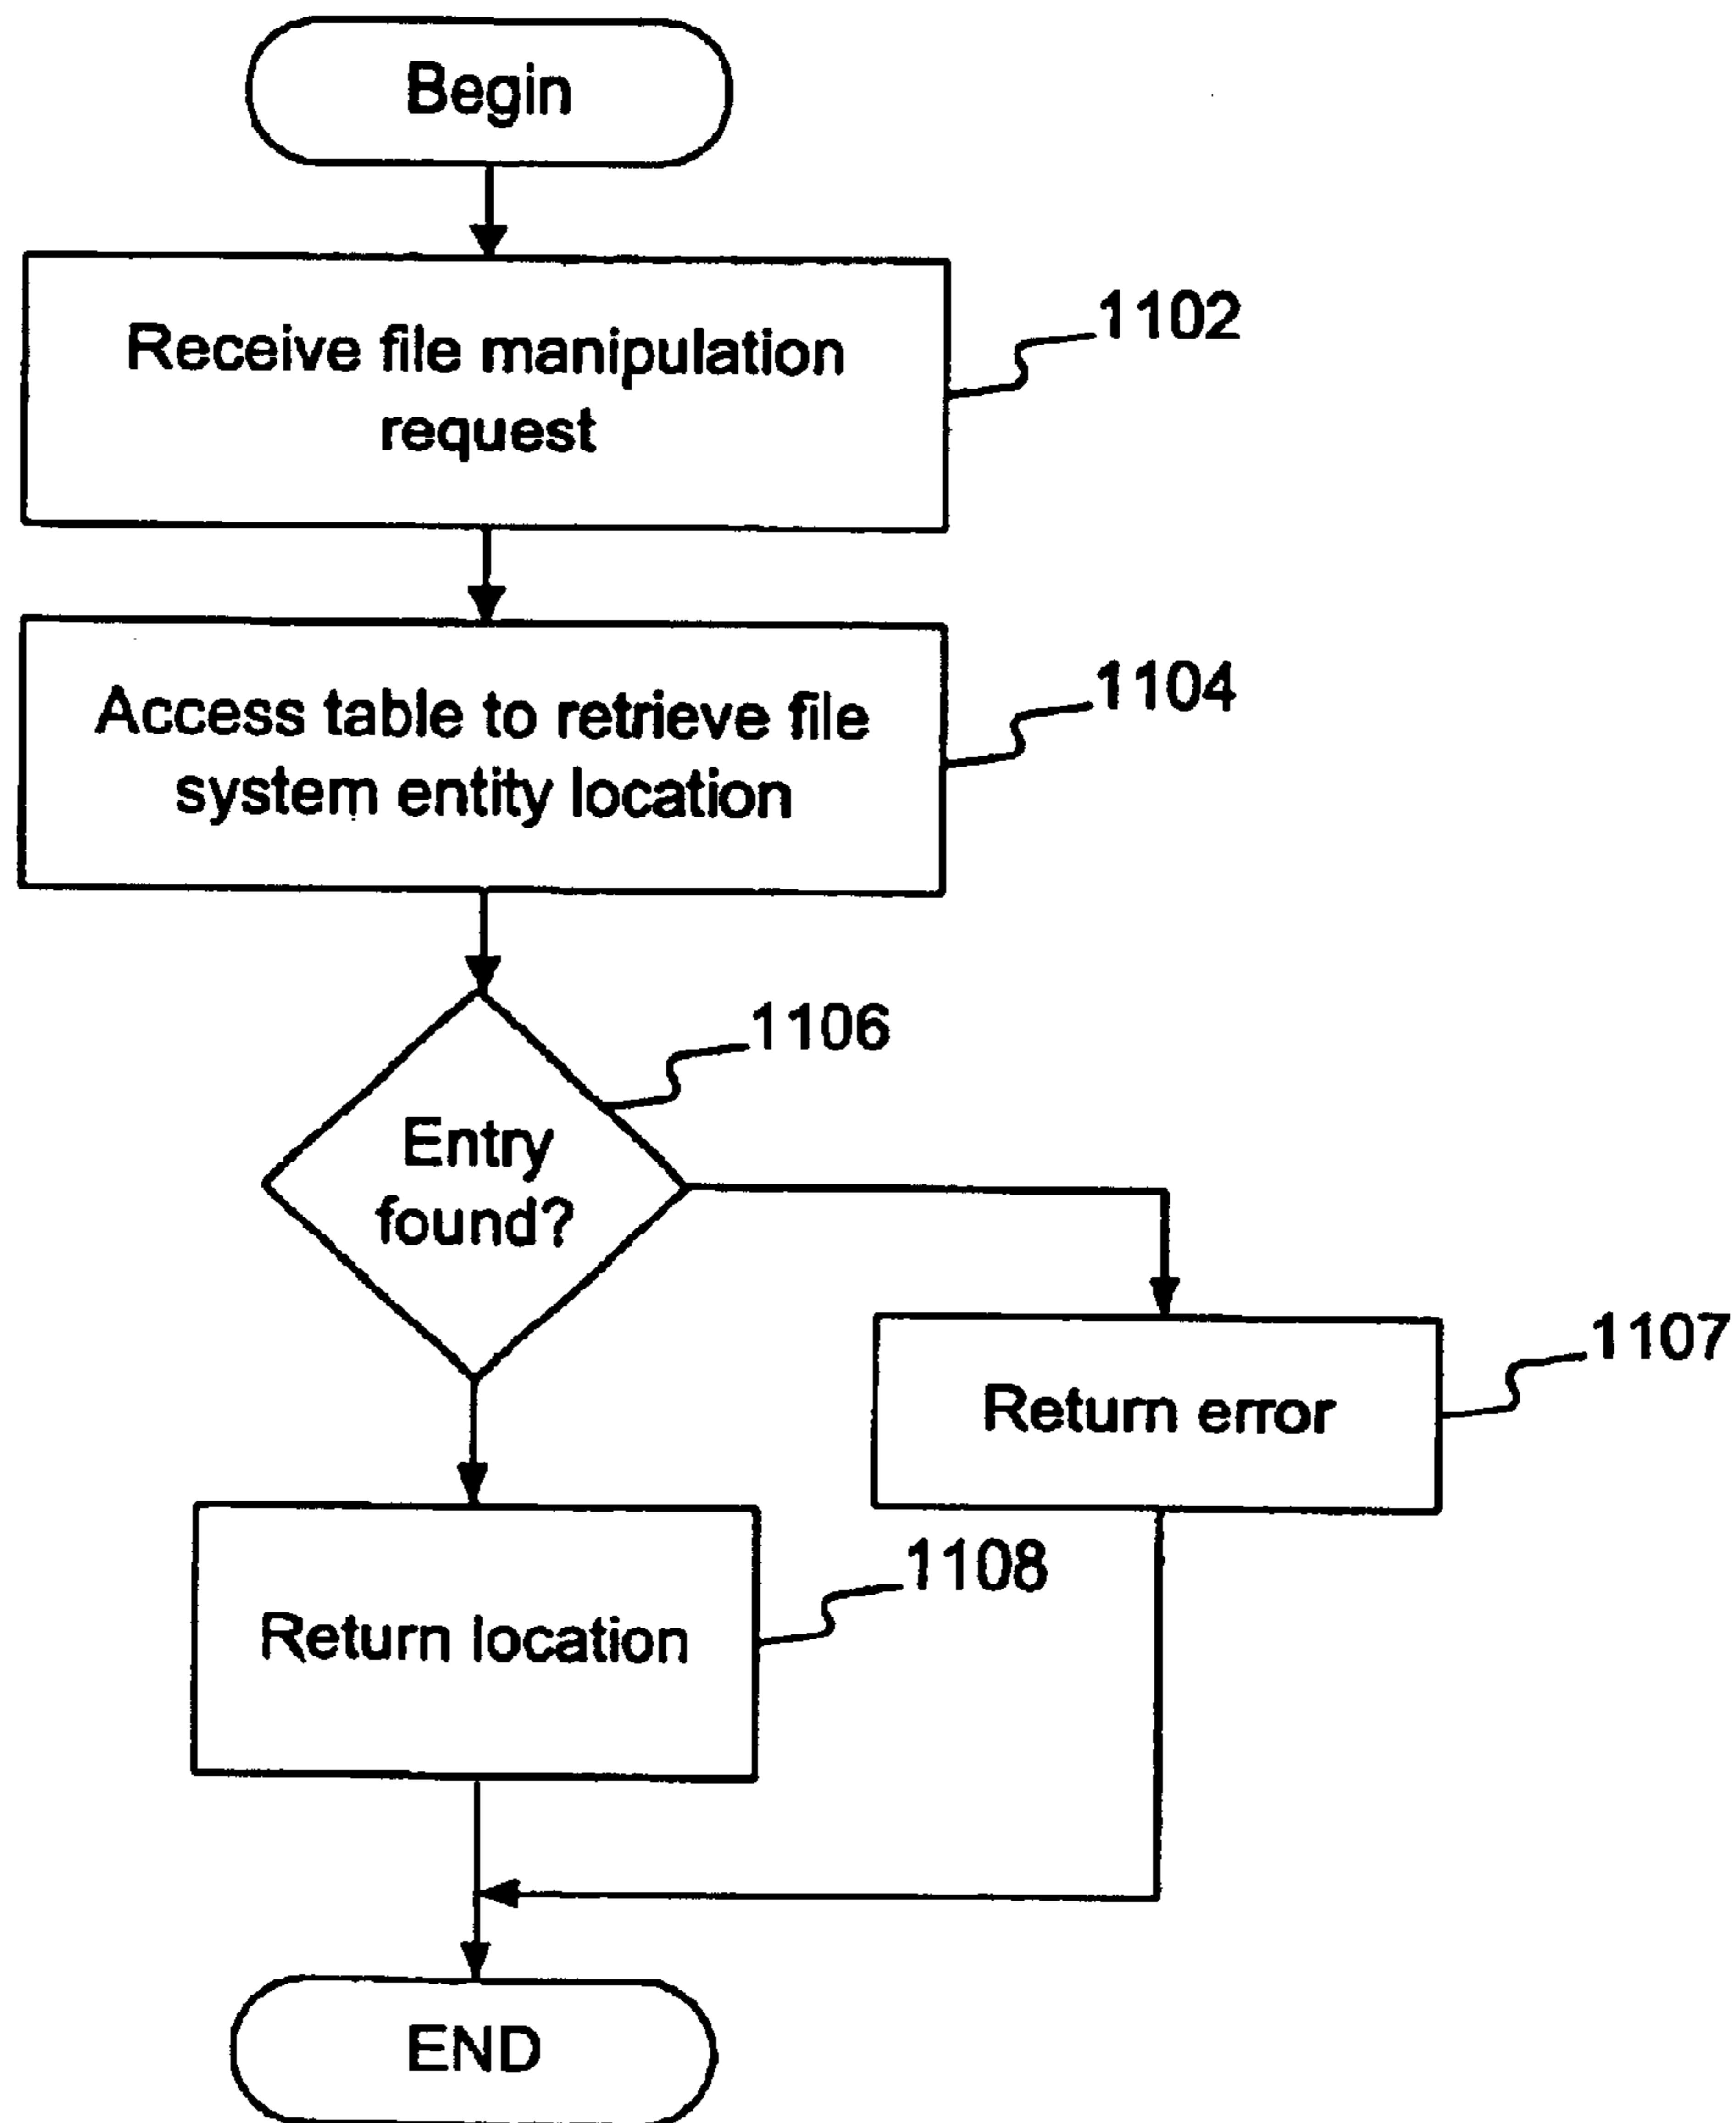 Begin
Receive file manipulation
request
1102
Access table to retrieve file
system entity location
1104
1106
Entry
found?
Return error
1107
Return location
1108
END